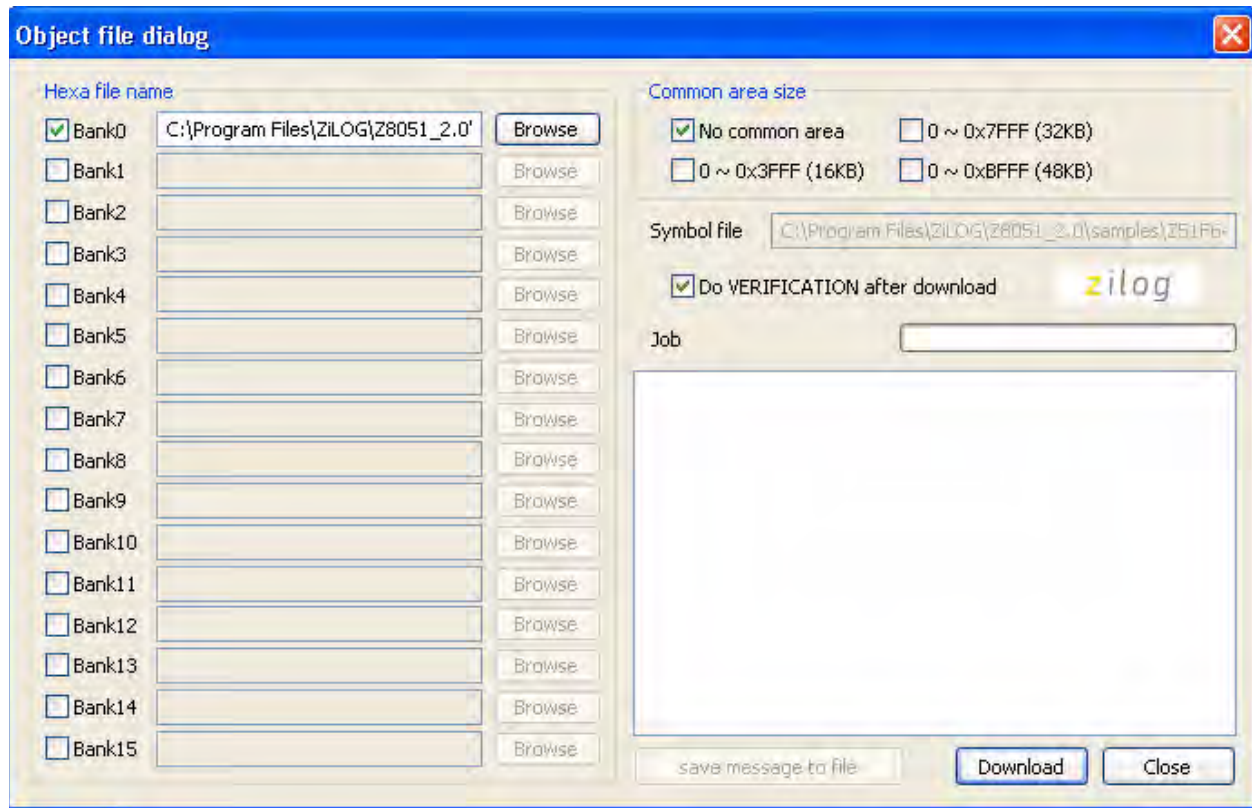 Object file dialog
Hexa file name
Bank0 C:\Program Files\ZiLOG\Z8051_2.0' Browse
Bank1 Browse
Bank2 Browse
Bank3 Browse
Bank4 Browse
Bank5 Browse
Bank6 Browse
Bank7 Browse
Bank8 Browse
Bank9 Browse
Bank10 Browse
Bank11 Browse
Bank12 Browse
Bank13 Browse
Bank14 Browse
Bank15 Browse
Common area size
No common area 0 ~ 0x7FFF (32KB)
0 ~ 0x3FFF (16KB) 0 ~ 0xBFFF (48KB)
Symbol file C:\Program Files\ZiLOG\Z8051_2.0\samples\Z51F6
Do VERIFICATION after download zilog
Job
save message to file Download Close